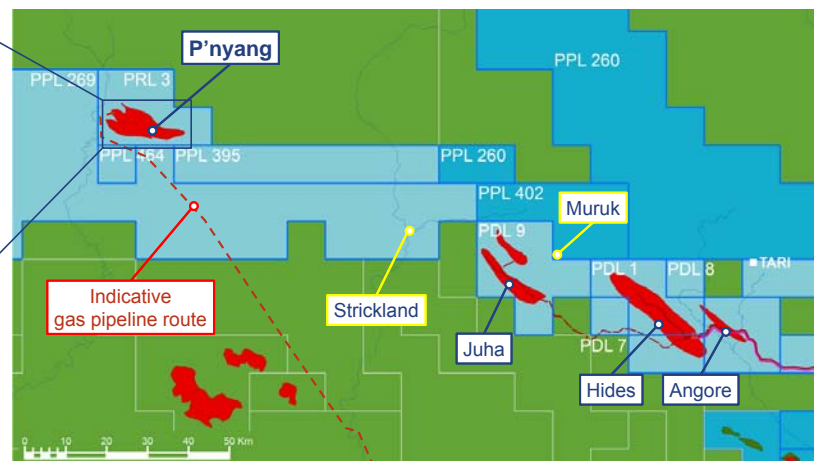 P'nyang
PPL 269
PRL 3
PPL 260
PPL 464
PPL 395
PPL 260
PPL 402
Muruk
PDL 9
PDL 1
PDL 8
TARI
Indicative
gas pipeline route
Strickland
Juha
PDL 7
Hides
Angore
0 10 20 30 40 50 Km